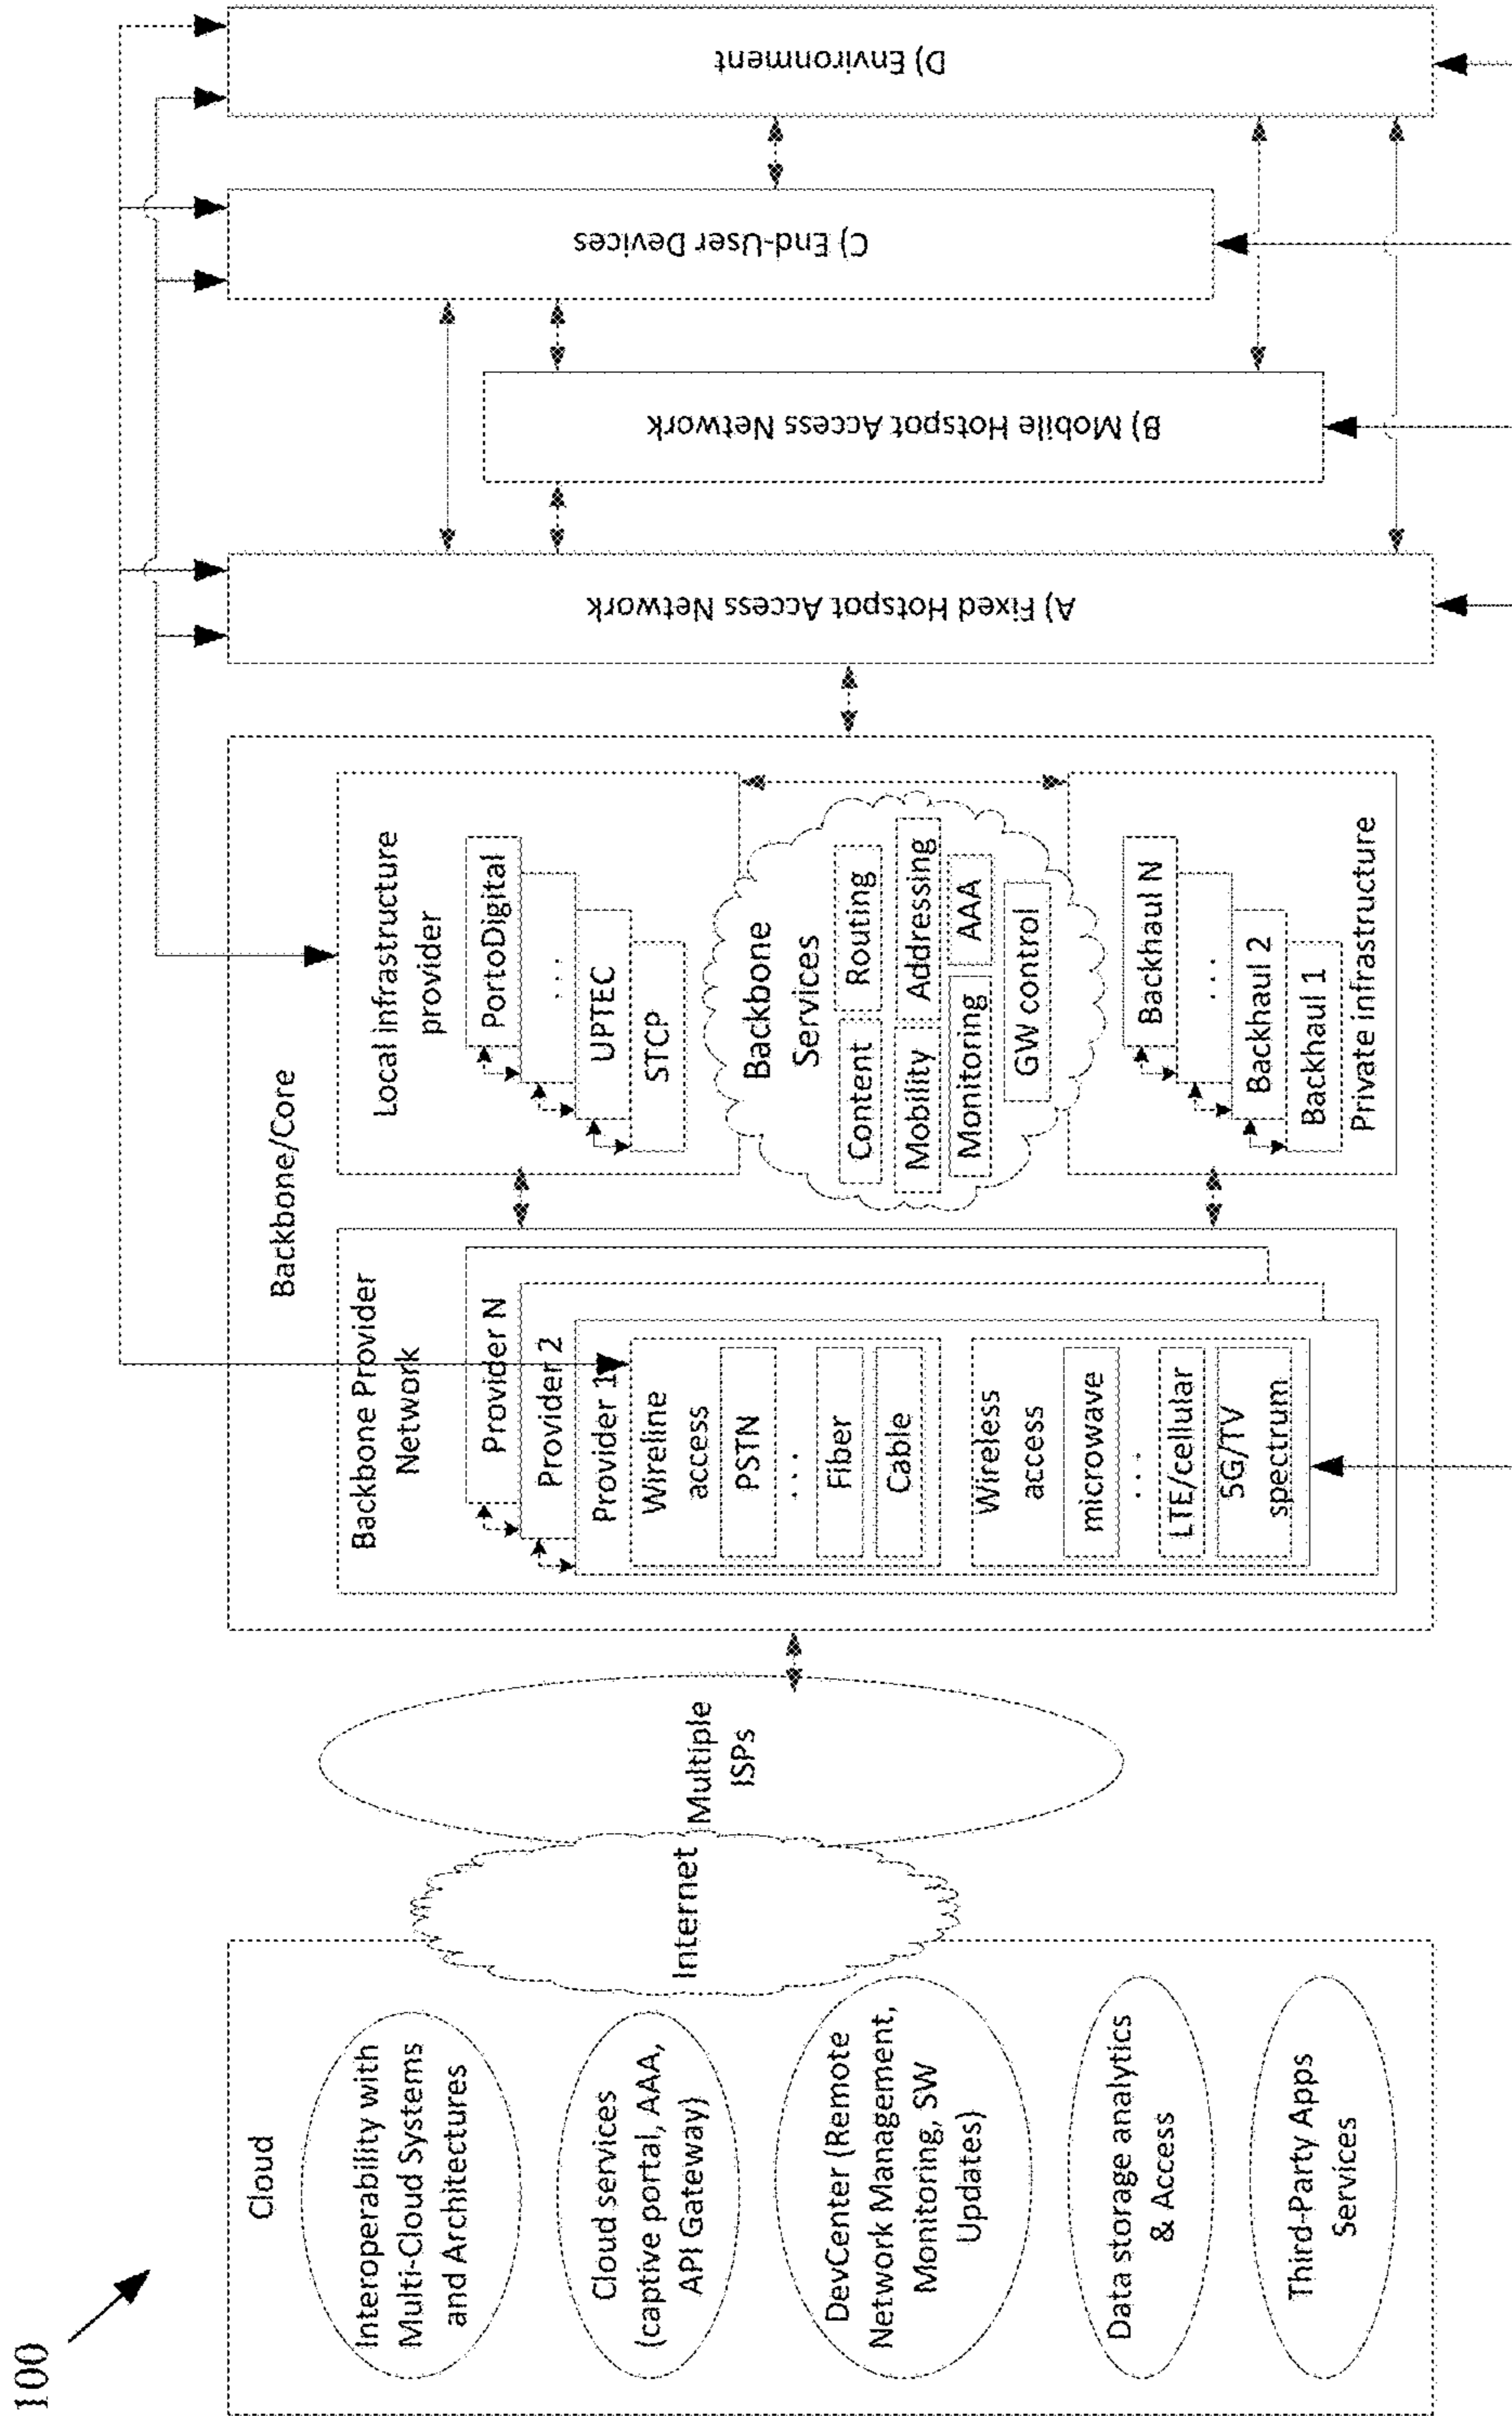 100
Cloud
Interoperability with
Multi-Cloud Systems
and Architectures
Cloud services
(captive portal, AAA,
API Gateway)
DevCenter (Remote
Network Management,
Monitoring, SW
Updates)
Data storage analytics
& Access
Third-Party Apps
Services
Internet
Multiple
ISPs
Backbone/Core
Backbone Provider
Network
Provider N
Provider 2
Provider 1
Wireline
access
PSTN
...
Fiber
Cable
Wireless
access
microwave
...
LTE/cellular
5G/TV
spectrum
Local infrastructure
provider
PortoDigital
...
UPTEC
STCP
Backbone
Services
Content
Routing
Mobility
Addressing
Monitoring
AAA
GW control
Backhaul N
...
Backhaul 2
Backhaul 1
Private infrastructure
A) Fixed Hotspot Access Network
B) Mobile Hotspot Access Network
C) End-User Devices
D) Environment